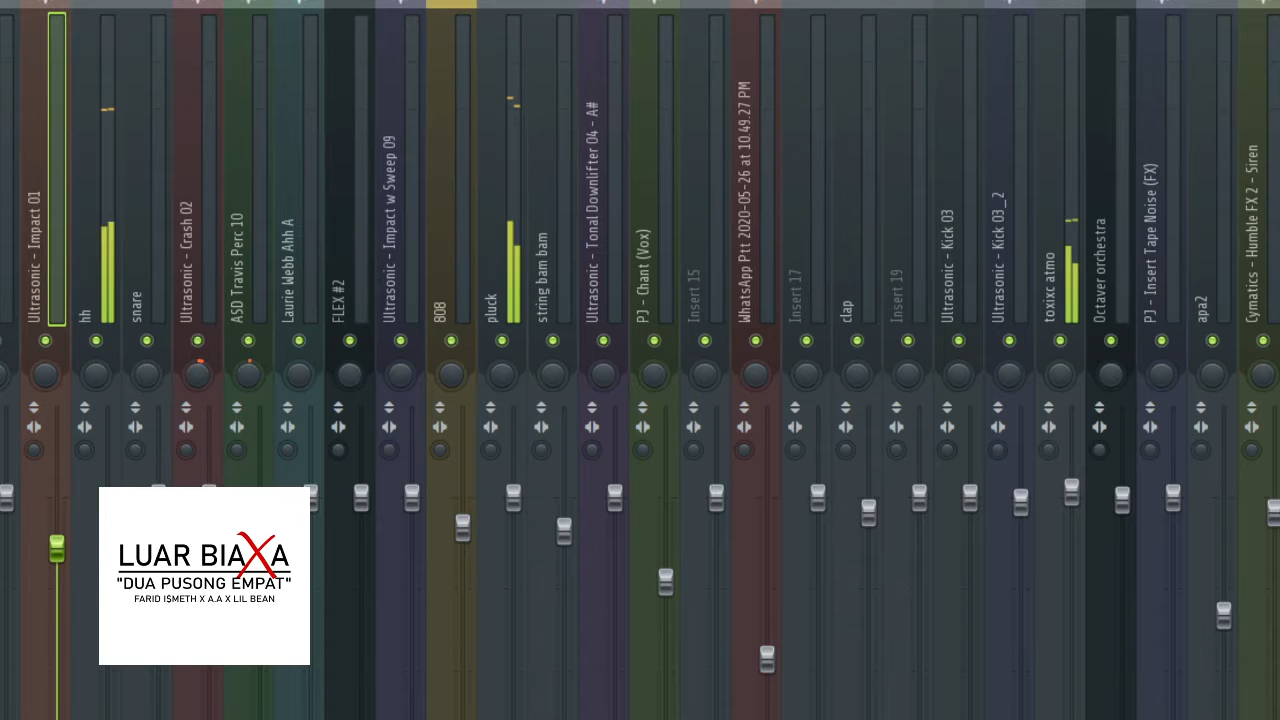 Ultrasonic - Impact 01
hh
snare
Ultrasonic - Crash 02
ASD Travis Perc 10
Laurie Webb Ahh A
FLEX #2
Ultrasonic - Impact w Sweep 09
808
pluck
string bam bam
Ultrasonic - Tonal Downlifter 04 - A#
PJ - Chant (Vox)
Insert 15
WhatsApp Ptt 2020-05-26 at 10.49.27 PM
Insert 17
clap
Insert 19
Ultrasonic - Kick 03
Ultrasonic - Kick 03_2
toxixc atmo
Octaver orchestra
PJ - Insert Tape Noise (FX)
apa2
Cymatics - Humble FX 2 - Siren
LUAR BIAXA
"DUA PUSONG EMPAT"
FARID I$METH X A.A X LIL BEAN